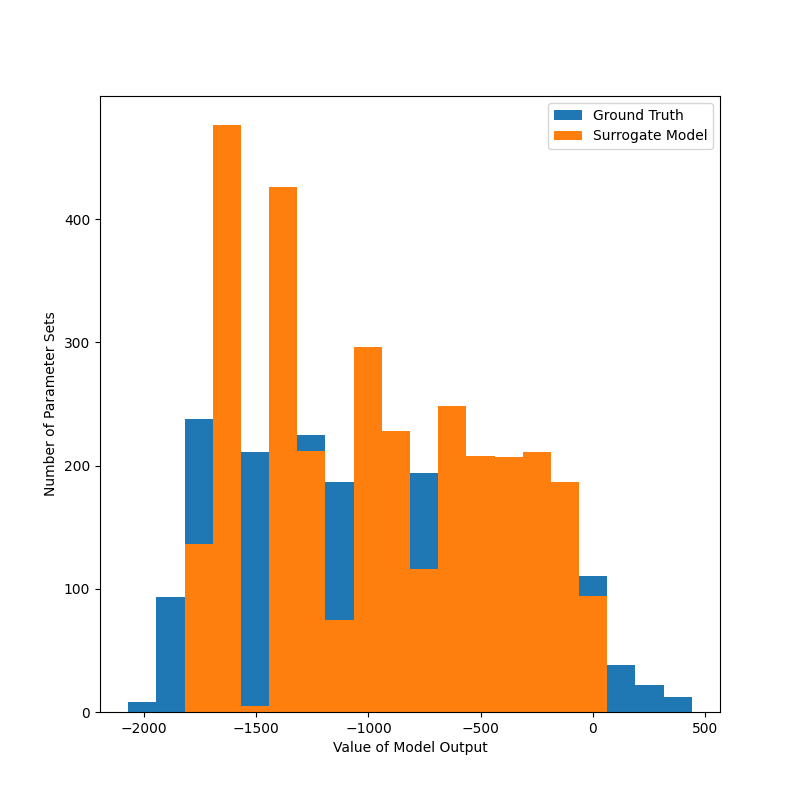 Ground Truth
Surrogate Model
400
300
200
100
0
Number of Parameter Sets
−2000 −1500 −1000 −500 0 500
Value of Model Output